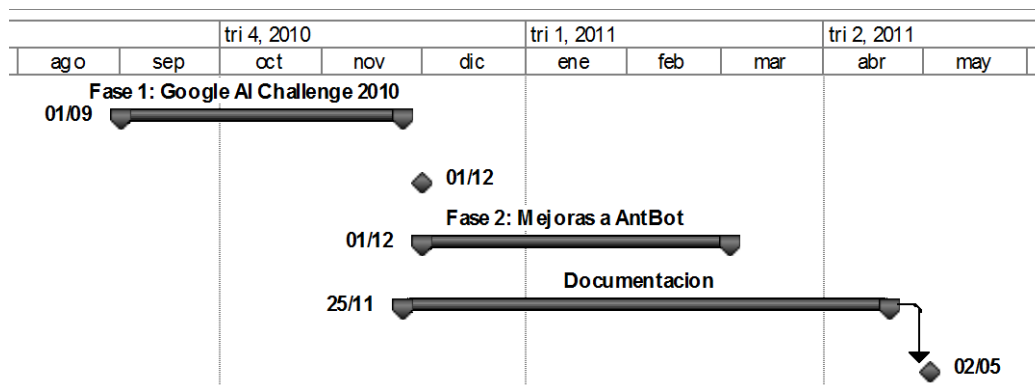 tri 4, 2010 tri 1, 2011 tri 2, 2011
ago sep oct nov dic ene feb mar abr may
Fase 1: Google AI Challenge 2010
01/09
01/12
Fase 2: Mejoras a AntBot
01/12
Documentacion
25/11
02/05